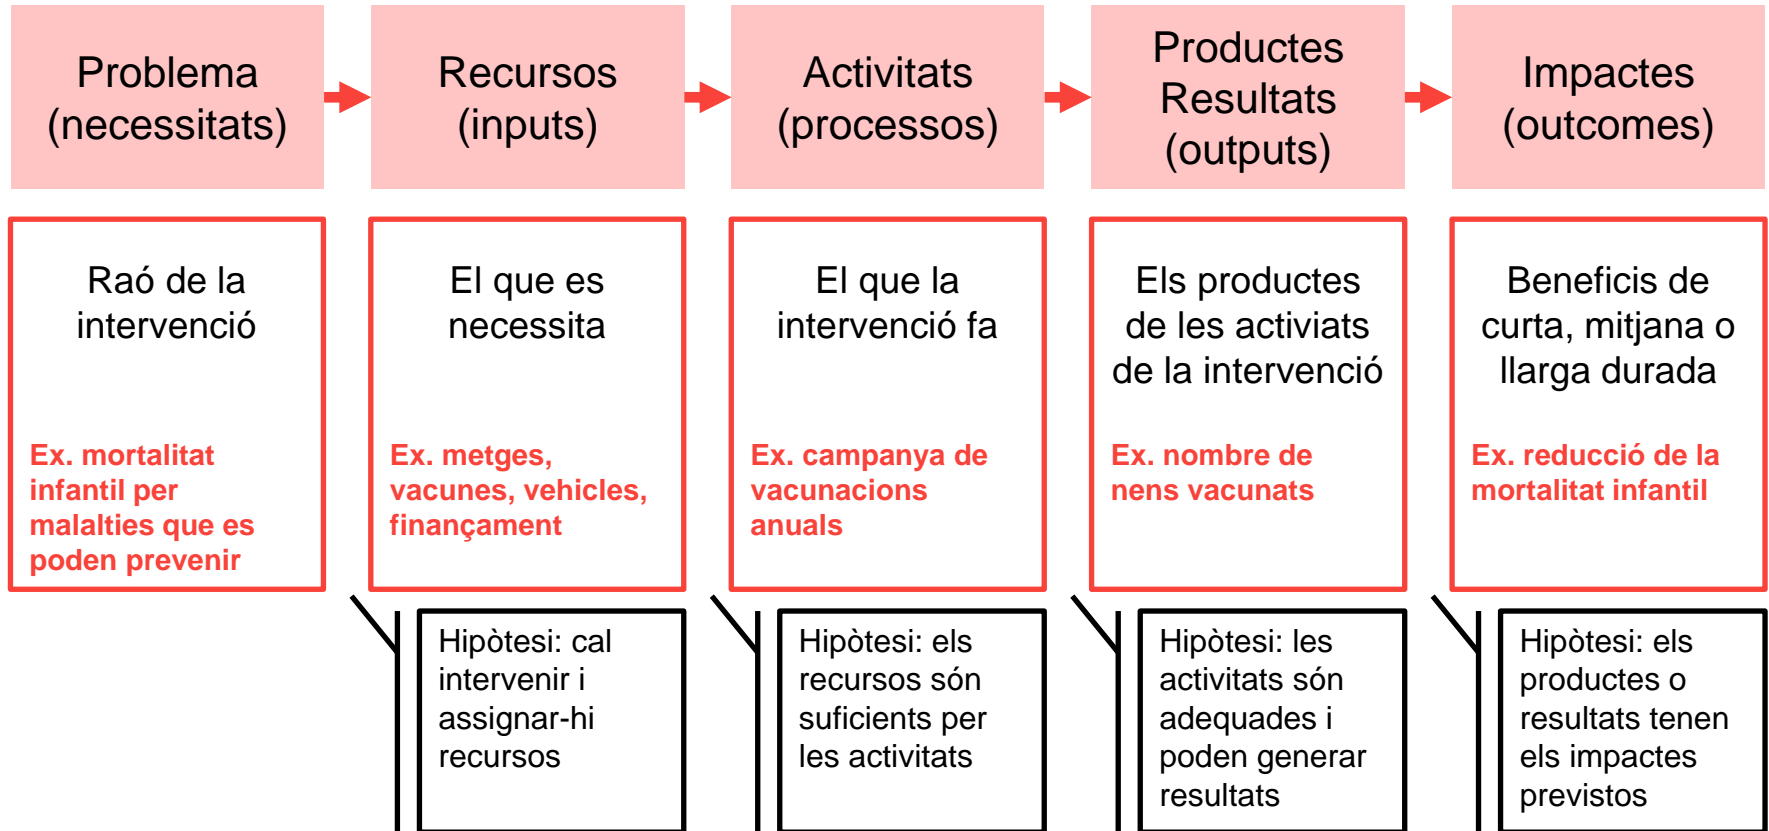 Problema
(necessitats)
Recursos
(inputs)
Activitats
(processos)
Productes
Resultats
(outputs)
Impactes
(outcomes)
Raó de la
intervenció
Ex. mortalitat
infantil per
malalties que es
poden prevenir
El que es
necessita
Ex. metges,
vacunes, vehicles,
finançament
El que la
intervenció fa
Ex. campanya de
vacunacions
anuals
Els productes
de les activiats
de la intervenció
Ex. nombre de
nens vacunats
Beneficis de
curta, mitjana o
llarga durada
Ex. reducció de la
mortalitat infantil
Hipòtesi: cal
intervenir i
assignar-hi
recursos
Hipòtesi: els
recursos són
suficients per
les activitats
Hipòtesi: les
activitats són
adequades i
poden generar
resultats
Hipòtesi: els
productes o
resultats tenen
els impactes
previstos